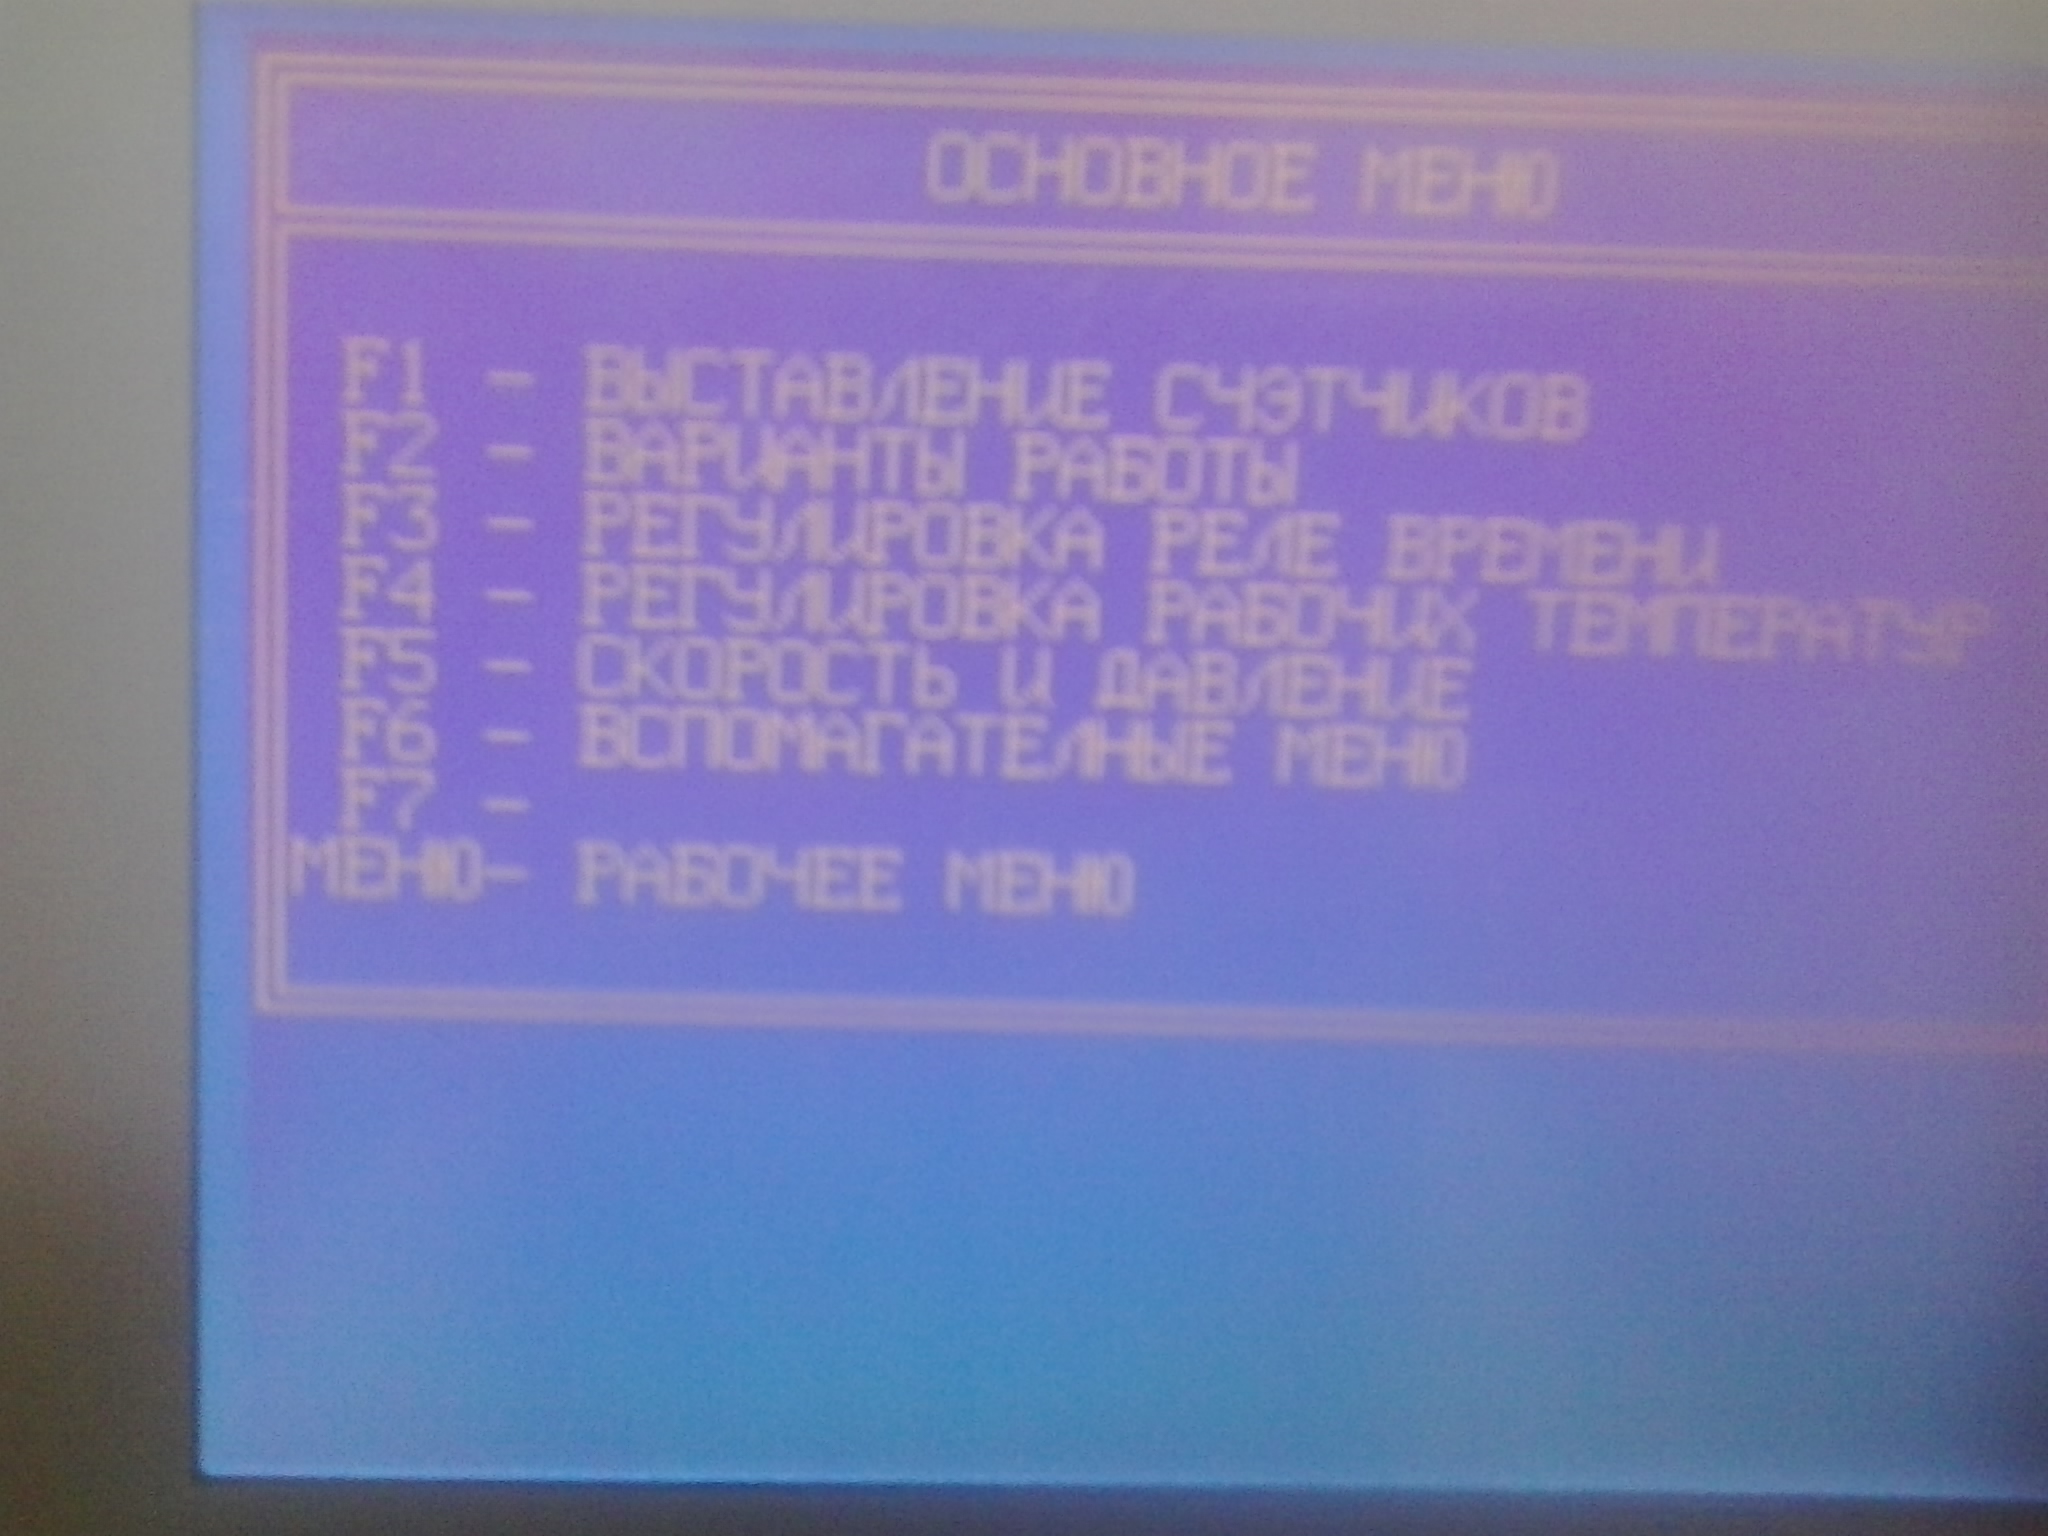 ОСНОВНОЕ МЕНЮ
F1 - ВЫСТАВЛЕНИЕ СЧЭТЧИКОВ
F2 - ВАРИАНТЫ РАБОТЫ
F3 - РЕГУЛИРОВКА РЕЛЕ ВРЕМЕНИ
F4 - РЕГУЛИРОВКА РАБОЧИХ ТЕМПЕРАТУР
F5 - СКОРОСТЬ И ДАВЛЕНИЕ
F6 - ВСПОМАГАТЕЛНЫЕ МЕНЮ
F7 -
МЕНЮ- РАБОЧЕЕ МЕНЮ